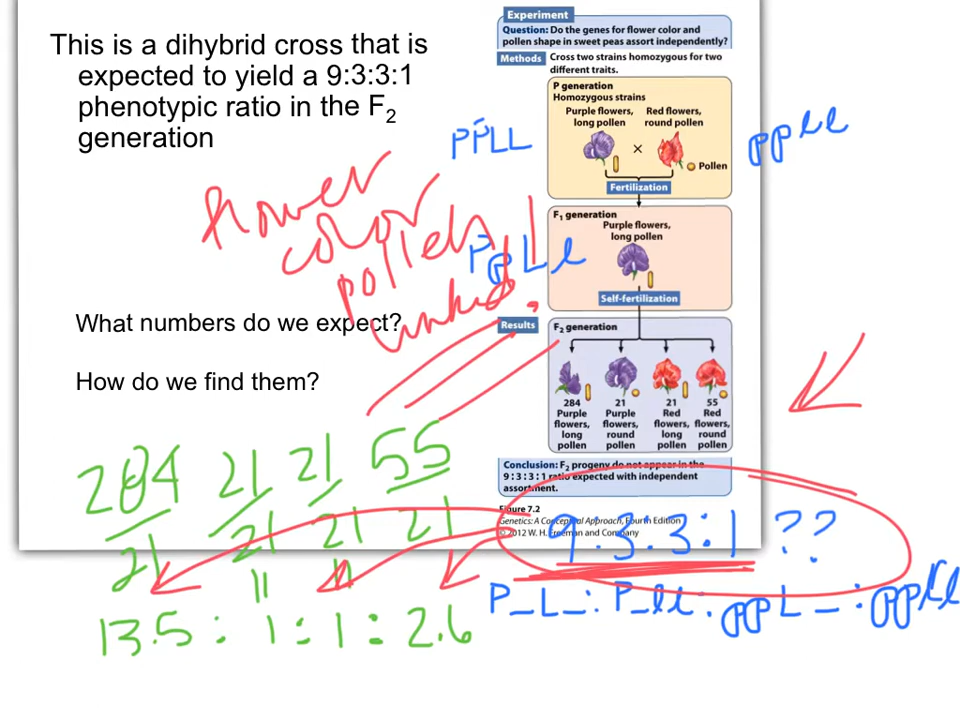 This is a dihybrid cross that is
expected to yield a 9:3:3:1
phenotypic ratio in the F2
generation
What numbers do we expect?
How do we find them?
Experiment
Question: Do the genes for flower color and
pollen shape in sweet peas assort independently?
Methods
Cross two strains homozygous for two
different traits.
P generation
Homozygous strains
Purple flowers, Red flowers,
long pollen round pollen
×
Pollen
Fertilization
F1 generation
Purple flowers,
long pollen
Self-fertilization
Results
F2 generation
284 21 21 55
Purple Purple Red Red
flowers, flowers, flowers, flowers,
long round long round
pollen pollen pollen pollen
Conclusion: F2 progeny do not appear in the
9:3:3:1 ratio expected with independent
assortment.
Figure 7.2
Genetics: A Conceptual Approach, Fourth Edition
© 2012 W. H. Freeman and Company
PPLL
ppll
PpLl
flower
color
pollen
linked!
284 21 21 55
21 21 21 21
13.5 : 1 : 1 : 2.6
9:3:3:1 ??
P_L_: P_ll: ppL_: ppll